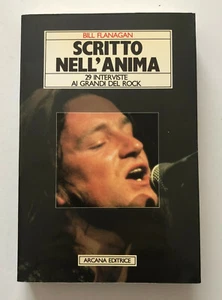 BILL FLANAGAN
SCRITTO
NELL'ANIMA
29 INTERVISTE
AI GRANDI DEL ROCK
ARCANA EDITRICE